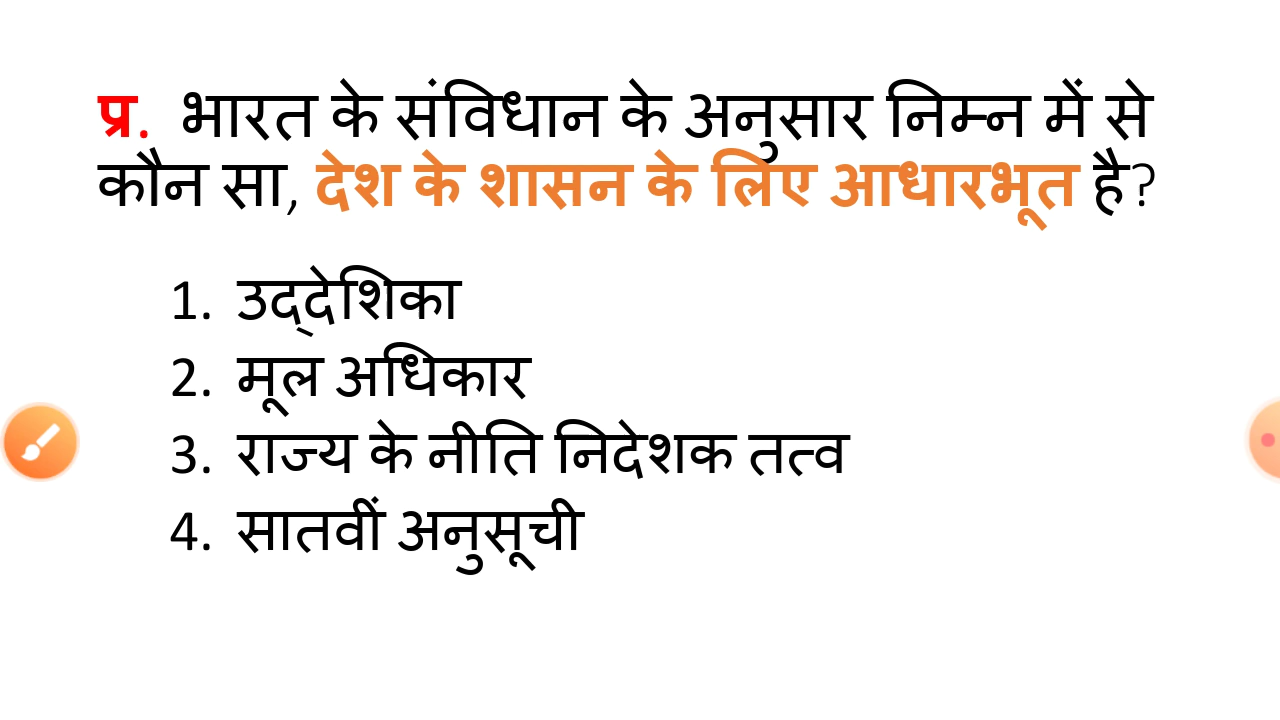 प्र. भारत के संविधान के अनुसार निम्न में से
कौन सा, देश के शासन के लिए आधारभूत है?
1. उद्‌देशिका
2. मूल अधिकार
3. राज्य के नीति निदेशक तत्व
4. सातवीं अनुसूची